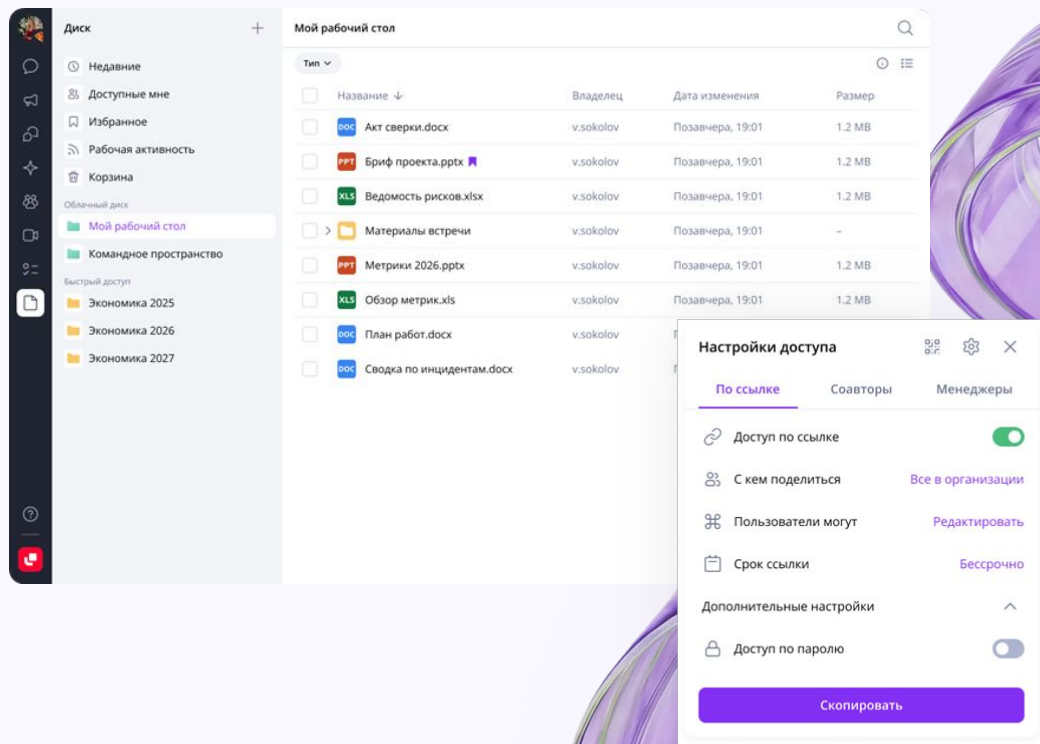 Диск
Недавние
Доступные мне
Избранное
Рабочая активность
Корзина
Облачный диск
Мой рабочий стол
Командное пространство
Быстрый доступ
Экономика 2025
Экономика 2026
Экономика 2027
Мой рабочий стол
Тип
Название Владелец Дата изменения Размер
DOC Акт сверки.docx v.sokolov Позавчера, 19:01 1.2 MB
PPT Бриф проекта.pptx v.sokolov Позавчера, 19:01 1.2 MB
XLS Ведомость рисков.xlsx v.sokolov Позавчера, 19:01 1.2 MB
Материалы встречи v.sokolov Позавчера, 19:01 –
PPT Метрики 2026.pptx v.sokolov Позавчера, 19:01 1.2 MB
XLS Обзор метрик.xls v.sokolov Позавчера, 19:01 1.2 MB
DOC План работ.docx v.sokolov
DOC Сводка по инцидентам.docx v.sokolov
Настройки доступа
По ссылке Соавторы Менеджеры
Доступ по ссылке
С кем поделиться Все в организации
Пользователи могут Редактировать
Срок ссылки Бессрочно
Дополнительные настройки
Доступ по паролю
Скопировать